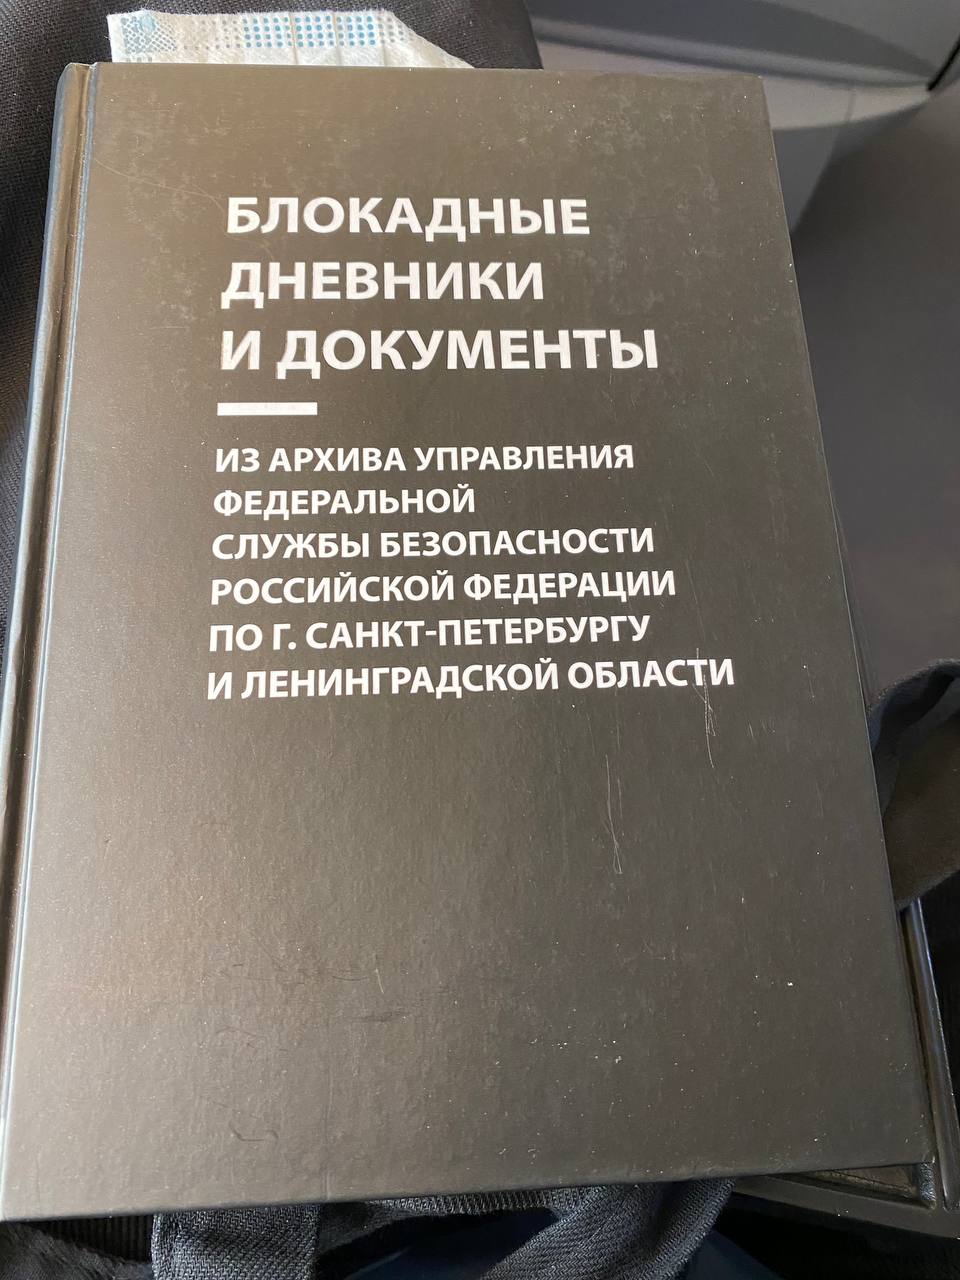 БЛОКАДНЫЕ
ДНЕВНИКИ
И ДОКУМЕНТЫ
ИЗ АРХИВА УПРАВЛЕНИЯ
ФЕДЕРАЛЬНОЙ
СЛУЖБЫ БЕЗОПАСНОСТИ
РОССИЙСКОЙ ФЕДЕРАЦИИ
ПО Г. САНКТ-ПЕТЕРБУРГУ
И ЛЕНИНГРАДСКОЙ ОБЛАСТИ